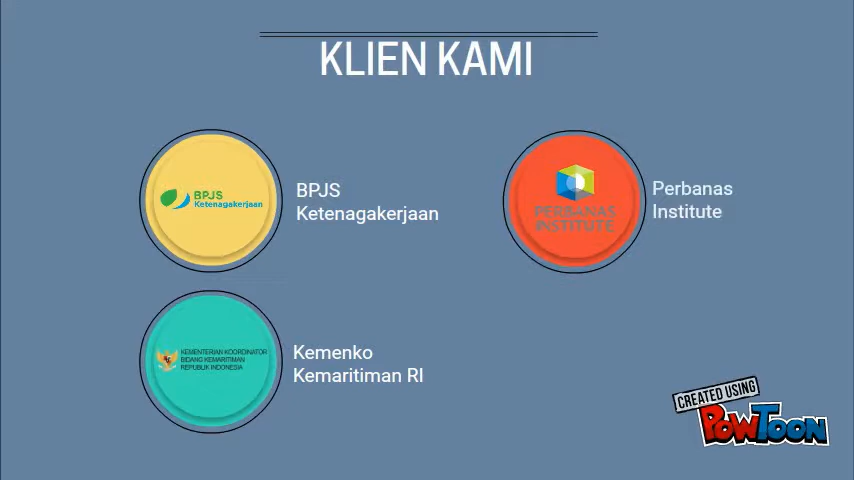 KLIEN KAMI
BPJS
Ketenagakerjaan
BPJS
Ketenagakerjaan
PERBANAS
INSTITUTE
Perbanas
Institute
KEMENTERIAN KOORDINATOR
BIDANG KEMARITIMAN
REPUBLIK INDONESIA
Kemenko
Kemaritiman RI
CREATED USING
POWTOON